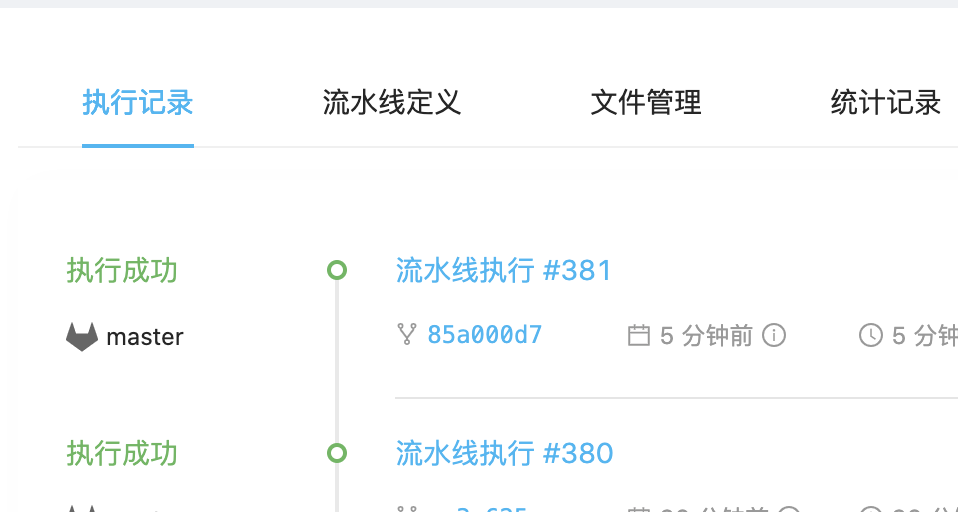 执行记录 流水线定义 文件管理 统计记录
执行成功 流水线执行 #381
master 85a000d7 5 分钟前 5 分钟
执行成功 流水线执行 #380